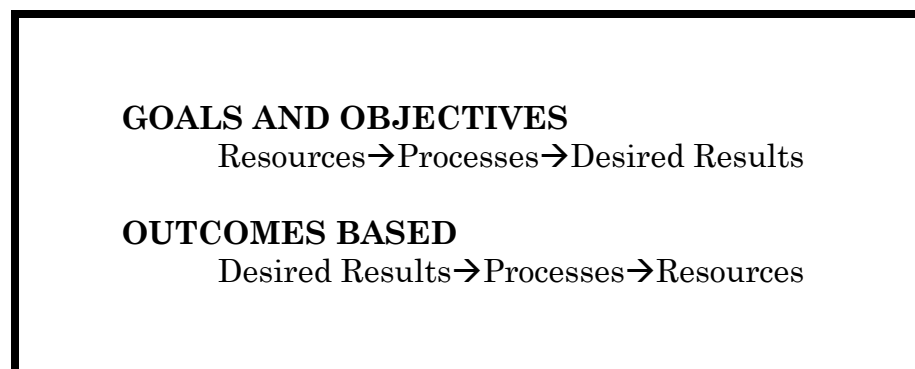 GOALS AND OBJECTIVES
Resources→Processes→Desired Results
OUTCOMES BASED
Desired Results→Processes→Resources